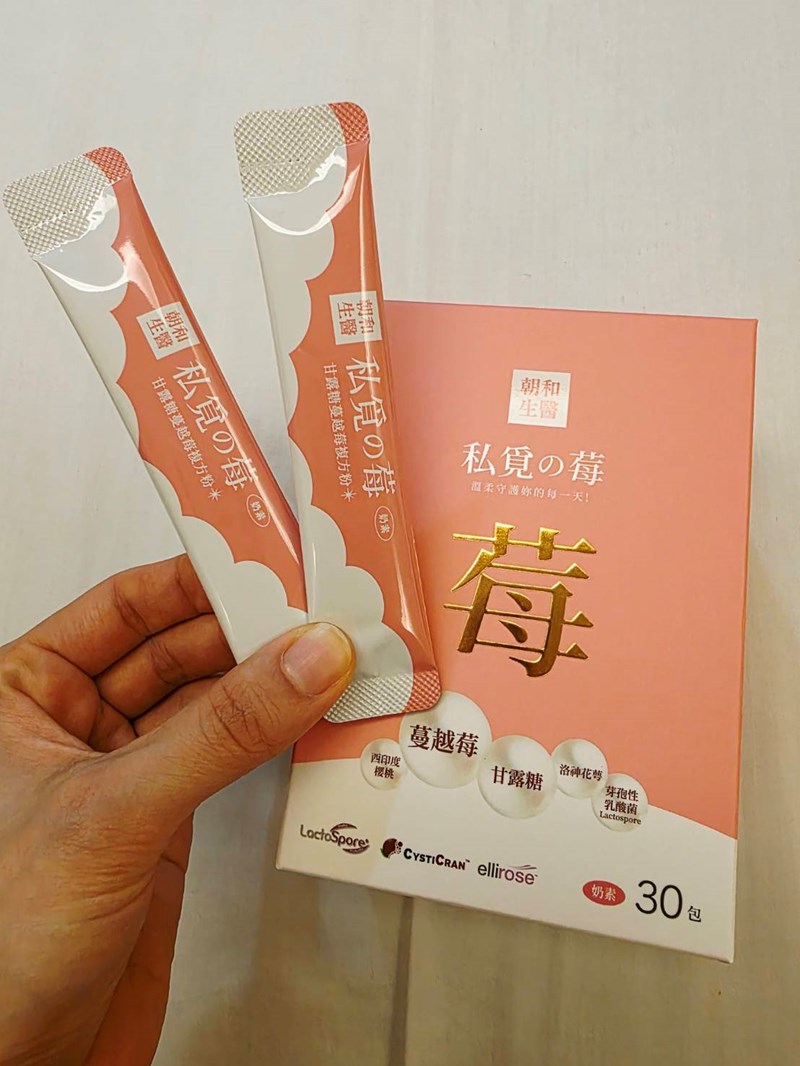 朝和
生醫
私覓の莓
甘露糖蔓越莓複方粉
奶素
朝和
生醫
私覓の莓
甘露糖蔓越莓複方粉
奶素
朝和
生醫
私覓の莓
溫柔守護妳的每一天!
莓
西印度
櫻桃
蔓越莓
甘露糖
洛神花萼
芽孢性
乳酸菌
Lactospore
LactoSpore®
CYSTICRAN™
ellirose™
奶素
30包